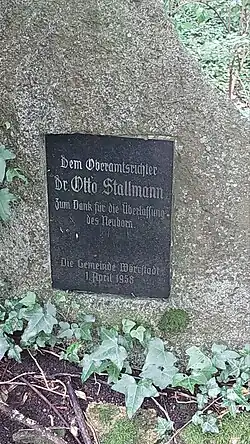 Dem Oberamtsrichter
Dr. Otto Stallmann
Zum Dank für die Überlassung
des Neuborn.
Die Gemeinde Wörrstadt
1. April 1958